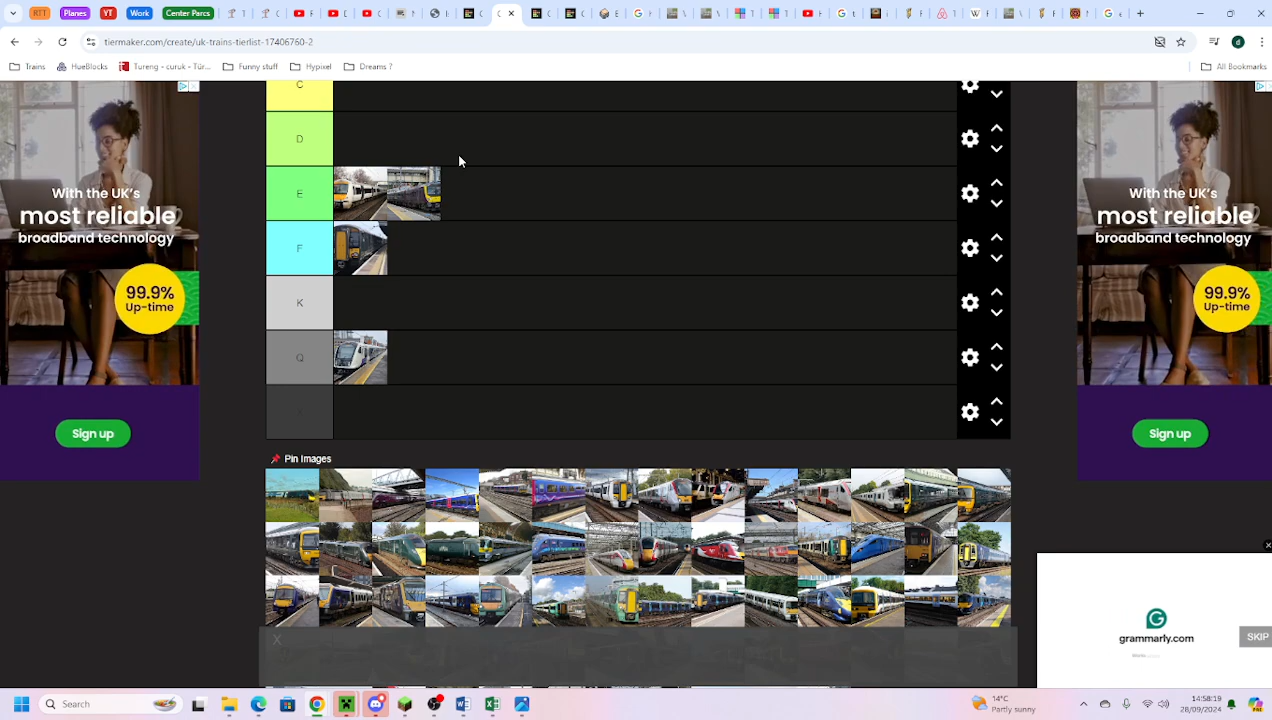 RTT
Planes
VI
Work
Center Parcs
tiermaker.com/create/uk-trains-tierlist-17406760-2
Trains
HueBlocks
Tureng - curuk - Tür...
Funny stuff
Hypixel
Dreams ?
All Bookmarks
C
D
E
F
K
Q
With the UK's
most reliable
broadband technology
99.9%
Up-time
Sign up
With the UK's
most reliable
broadband technology
99.9%
Up-time
Sign up
Pin Images
X
grammarly.com
SKIP
Search
14°C
Partly sunny
14:58:19
28/09/2024